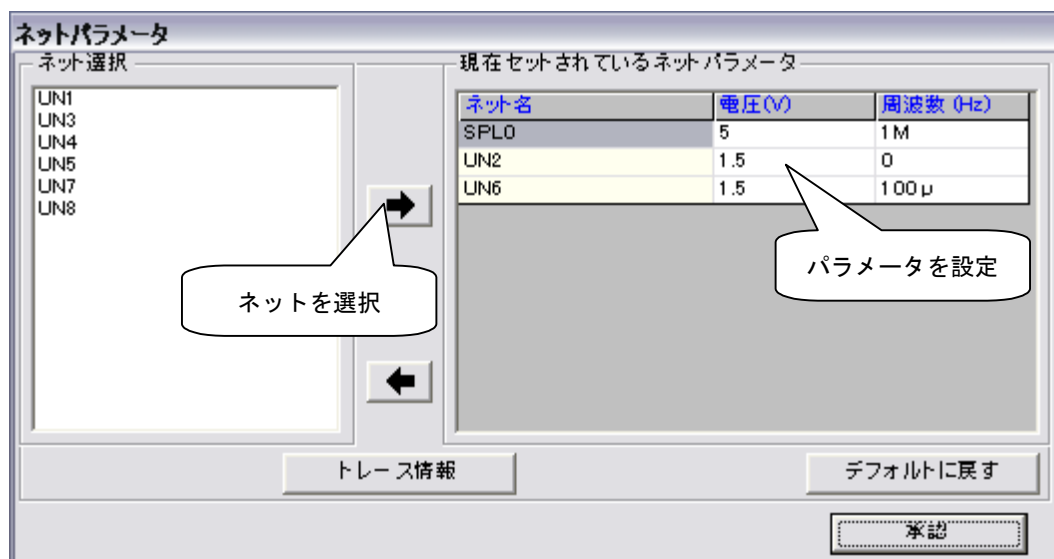 ネットパラメータ
ネット選択
UN1
UN3
UN4
UN5
UN7
UN8
ネットを選択
現在セットされているネットパラメータ
ネット名 電圧(V) 周波数 (Hz)
SPL0 5 1M
UN2 1.5 0
UN6 1.5 100μ
パラメータを設定
トレース情報
デフォルトに戻す
承認